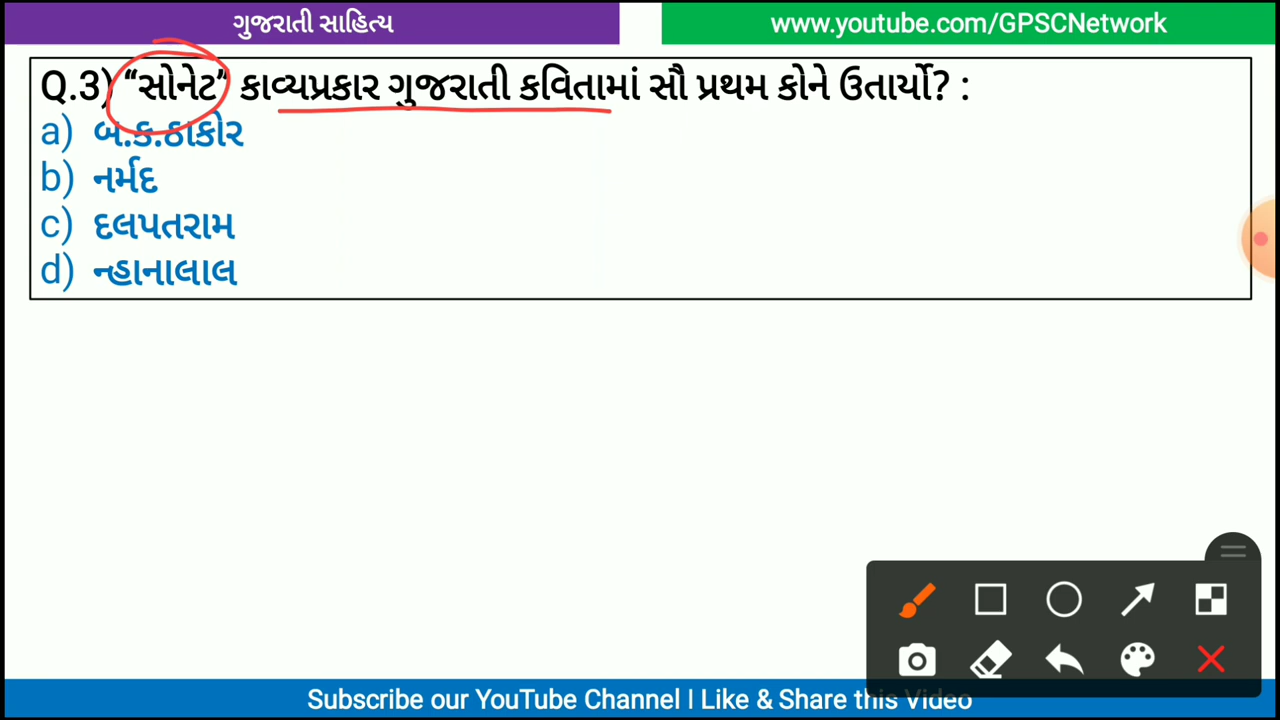 ગુજરાતી સાહિત્ય
www.youtube.com/GPSCNetwork
Q.3) “સોનેટ” કાવ્યપ્રકાર ગુજરાતી કવિતામાં સૌ પ્રથમ કોને ઉતાર્યો? :
a) બ.ક.ઠાકોર
b) નર્મદ
c) દલપતરામ
d) ન્હાનાલાલ
Subscribe our YouTube Channel I Like & Share this Video